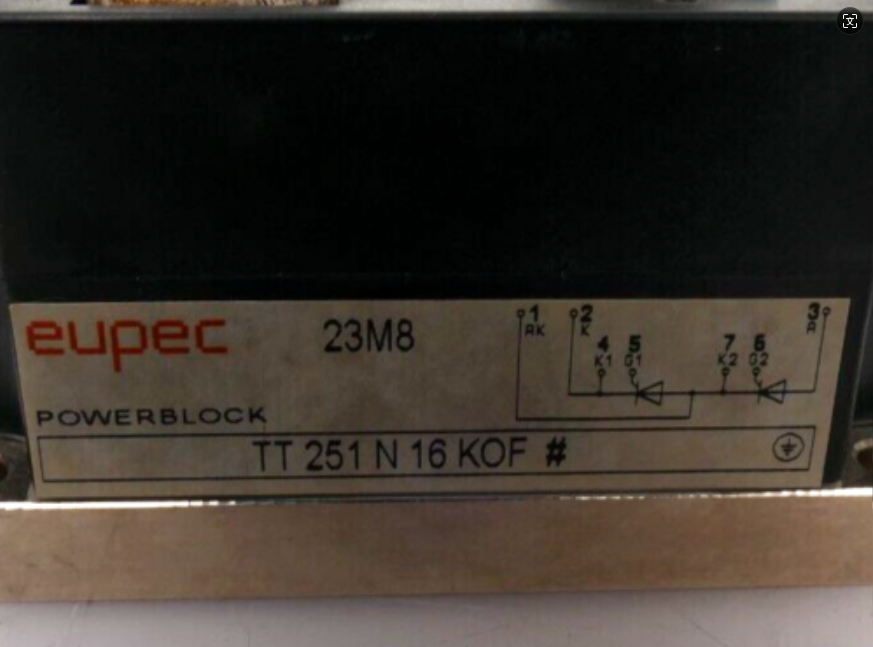 eupec 23M8
1 2 3
AK K A
4 5 7 6
K1 G1 K2 G2
POWERBLOCK
TT 251 N 16 KOF #